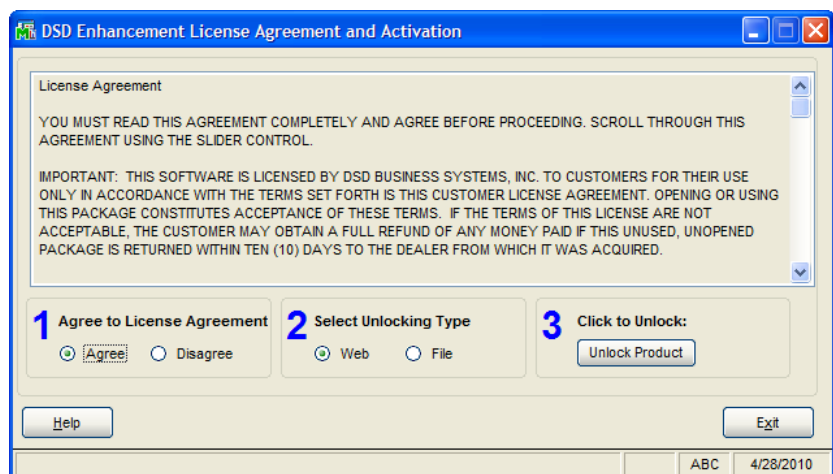 DSD Enhancement License Agreement and Activation
License Agreement
YOU MUST READ THIS AGREEMENT COMPLETELY AND AGREE BEFORE PROCEEDING. SCROLL THROUGH THIS
AGREEMENT USING THE SLIDER CONTROL.
IMPORTANT: THIS SOFTWARE IS LICENSED BY DSD BUSINESS SYSTEMS, INC. TO CUSTOMERS FOR THEIR USE
ONLY IN ACCORDANCE WITH THE TERMS SET FORTH IS THIS CUSTOMER LICENSE AGREEMENT. OPENING OR USING
THIS PACKAGE CONSTITUTES ACCEPTANCE OF THESE TERMS. IF THE TERMS OF THIS LICENSE ARE NOT
ACCEPTABLE, THE CUSTOMER MAY OBTAIN A FULL REFUND OF ANY MONEY PAID IF THIS UNUSED, UNOPENED
PACKAGE IS RETURNED WITHIN TEN (10) DAYS TO THE DEALER FROM WHICH IT WAS ACQUIRED.
1 Agree to License Agreement
Agree Disagree
2 Select Unlocking Type
Web File
3 Click to Unlock:
Unlock Product
Help Exit
ABC 4/28/2010